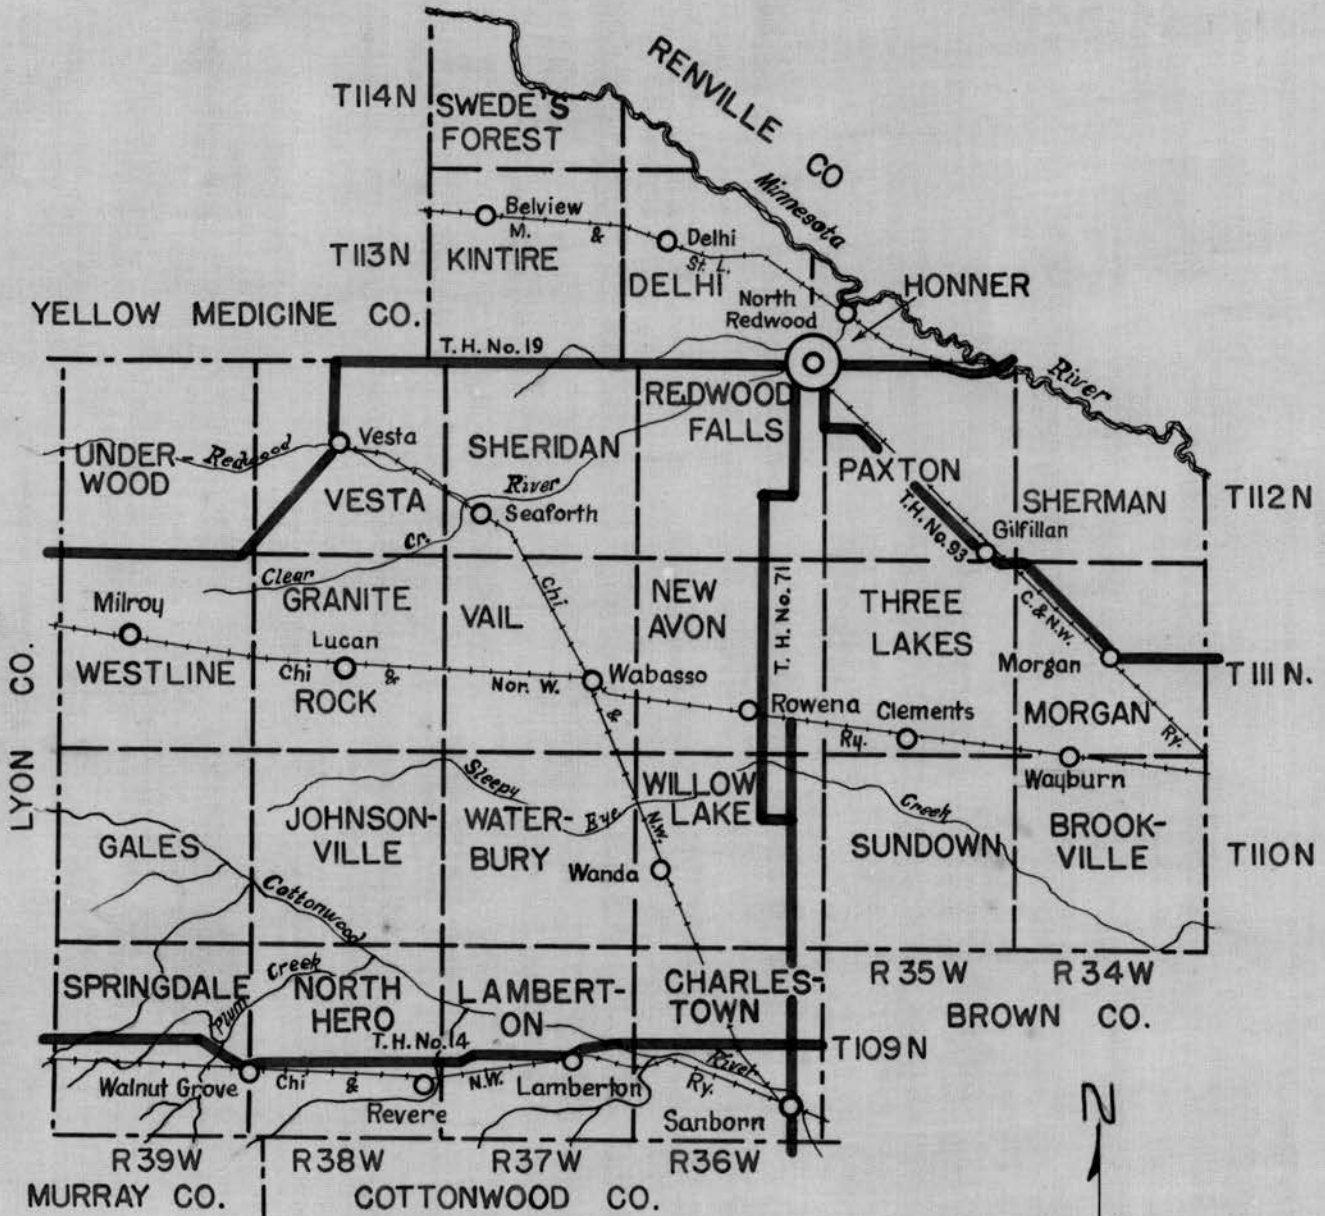 RENVILLE CO
T114N
SWEDE'S
FOREST
Minnesota
Belview
M. &
Delhi
St. L.
T113N
KINTIRE
DELHI
HONNER
North
Redwood
YELLOW MEDICINE CO.
T.H. No. 19
River
REDWOOD
FALLS
UNDER-
WOOD
Redwood
Vesta
SHERIDAN
PAXTON
VESTA
River
Seaforth
T.H. No. 93
SHERMAN
T112N
Gilfillan
Cr.
Clear
Chi
T. H. No. 71
Milroy
GRANITE
VAIL
NEW
AVON
THREE
LAKES
C. & N.W.
Lucan
WESTLINE
Chi &
Nor. W.
Wabasso
Morgan
T111N.
ROCK
&
Rowena
Clements
MORGAN
Ry.
Ry.
Wayburn
LYON CO.
Sleepy
WILLOW
LAKE
Creek
JOHNSON-
VILLE
WATER-
BURY
Eye
N.W.
GALES
SUNDOWN
BROOK-
VILLE
T110N
Wanda
Cottonwood
Creek
SPRINGDALE
NORTH
HERO
LAMBERT-
ON
CHARLES-
TOWN
R35W
R34W
Plum
BROWN CO.
T.H. No. 14
T109N
River
Walnut Grove
Chi &
N.W.
Lamberton
Ry.
Revere
Sanborn
N
R39W
R38W
R37W
R36W
MURRAY CO.
COTTONWOOD CO.